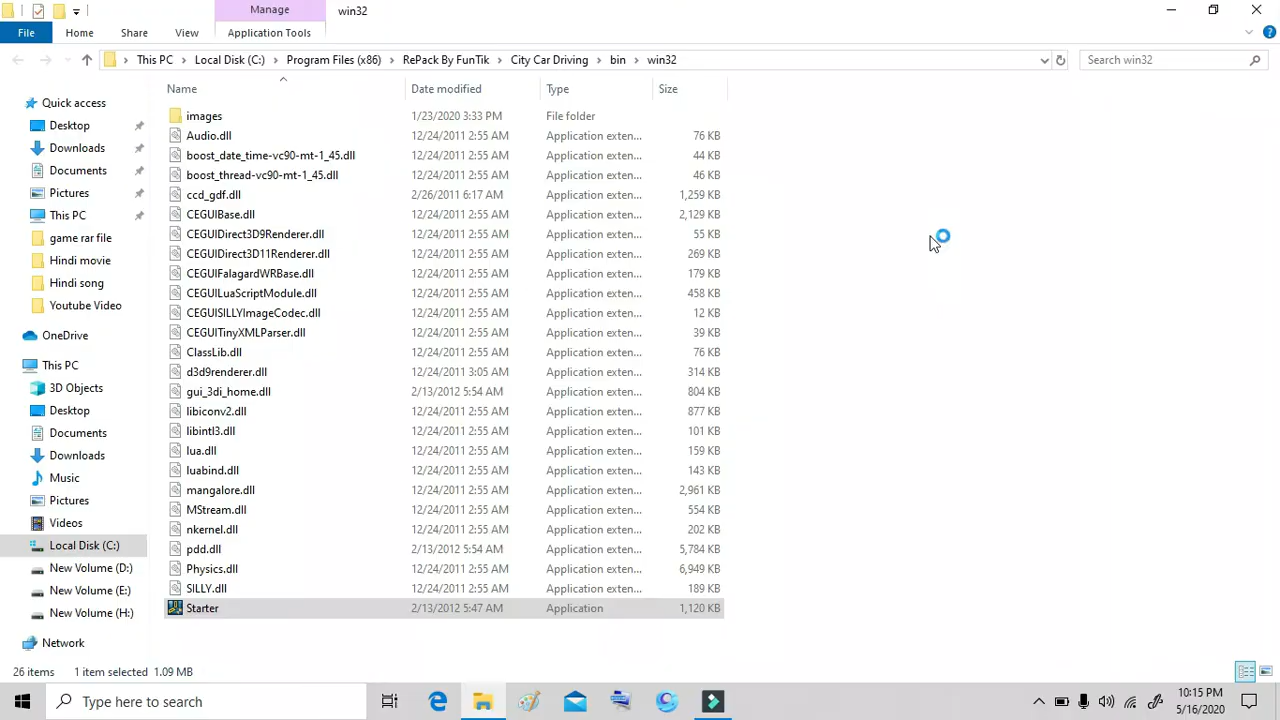 Manage
win32
File
Home
Share
View
Application Tools
This PC
Local Disk (C:)
Program Files (x86)
RePack By FunTik
City Car Driving
bin
win32
Search win32
Name
Date modified
Type
Size
Quick access
Desktop
Downloads
Documents
Pictures
This PC
game rar file
Hindi movie
Hindi song
Youtube Video
OneDrive
This PC
3D Objects
Desktop
Documents
Downloads
Music
Pictures
Videos
Local Disk (C:)
New Volume (D:)
New Volume (E:)
New Volume (H:)
Network
images 1/23/2020 3:33 PM File folder
Audio.dll 12/24/2011 2:55 AM Application exten... 76 KB
boost_date_time-vc90-mt-1_45.dll 12/24/2011 2:55 AM Application exten... 44 KB
boost_thread-vc90-mt-1_45.dll 12/24/2011 2:55 AM Application exten... 46 KB
ccd_gdf.dll 2/26/2011 6:17 AM Application exten... 1,259 KB
CEGUIBase.dll 12/24/2011 2:55 AM Application exten... 2,129 KB
CEGUIDirect3D9Renderer.dll 12/24/2011 2:55 AM Application exten... 55 KB
CEGUIDirect3D11Renderer.dll 12/24/2011 2:55 AM Application exten... 269 KB
CEGUIFalagardWRBase.dll 12/24/2011 2:55 AM Application exten... 179 KB
CEGUILuaScriptModule.dll 12/24/2011 2:55 AM Application exten... 458 KB
CEGUISILLYImageCodec.dll 12/24/2011 2:55 AM Application exten... 12 KB
CEGUITinyXMLParser.dll 12/24/2011 2:55 AM Application exten... 39 KB
ClassLib.dll 12/24/2011 2:55 AM Application exten... 76 KB
d3d9renderer.dll 12/24/2011 3:05 AM Application exten... 314 KB
gui_3di_home.dll 2/13/2012 5:54 AM Application exten... 804 KB
libiconv2.dll 12/24/2011 2:55 AM Application exten... 877 KB
libintl3.dll 12/24/2011 2:55 AM Application exten... 101 KB
lua.dll 12/24/2011 2:55 AM Application exten... 159 KB
luabind.dll 12/24/2011 2:55 AM Application exten... 143 KB
mangalore.dll 12/24/2011 2:55 AM Application exten... 2,961 KB
MStream.dll 12/24/2011 2:55 AM Application exten... 554 KB
nkernel.dll 12/24/2011 2:55 AM Application exten... 202 KB
pdd.dll 2/13/2012 5:54 AM Application exten... 5,784 KB
Physics.dll 12/24/2011 2:55 AM Application exten... 6,949 KB
SILLY.dll 12/24/2011 2:55 AM Application exten... 189 KB
Starter 2/13/2012 5:47 AM Application 1,120 KB
26 items 1 item selected 1.09 MB
Type here to search
10:15 PM
5/16/2020